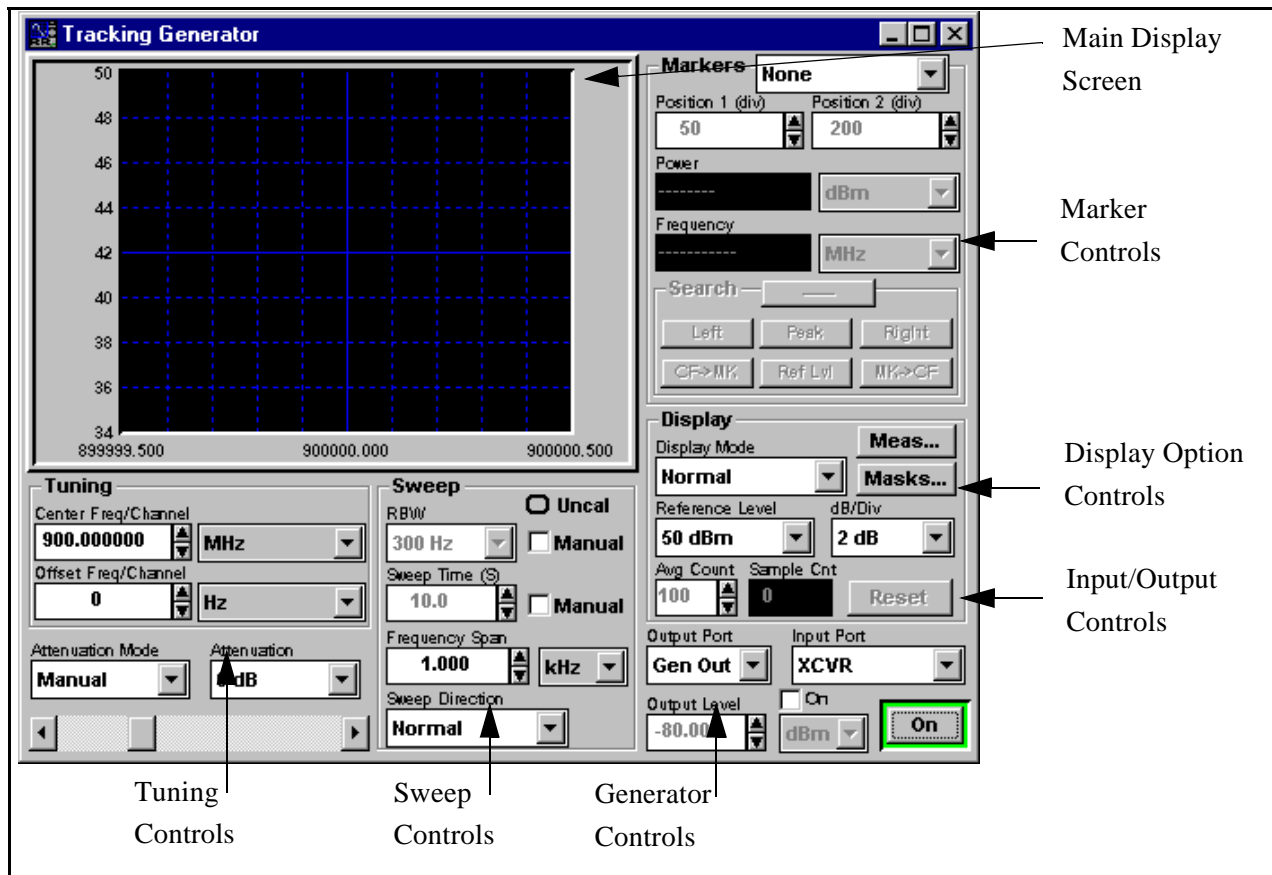 Tracking Generator
Main Display
Screen
50
48
46
44
42
40
38
36
34
899999.500 900000.000 900000.500
Markers None
Position 1 (div) Position 2 (div)
50 200
Power
-------- dBm
Frequency
---------- MHz
Marker
Controls
Search
Left Peak Right
CF->MK Ref Lvl MK->CF
Display
Display Mode Meas...
Normal Masks...
Reference Level dB/Div
50 dBm 2 dB
Avg Count Sample Cnt
100 0 Reset
Display Option
Controls
Input/Output
Controls
Tuning
Center Freq/Channel
900.000000 MHz
Offset Freq/Channel
0 Hz
Attenuation Mode Attenuation
Manual dB
Sweep
RBW Uncal
300 Hz Manual
Sweep Time (S)
10.0 Manual
Frequency Span
1.000 kHz
Sweep Direction
Normal
Output Port Input Port
Gen Out XCVR
Output Level On
-80.00 dBm On
Tuning
Controls
Sweep
Controls
Generator
Controls